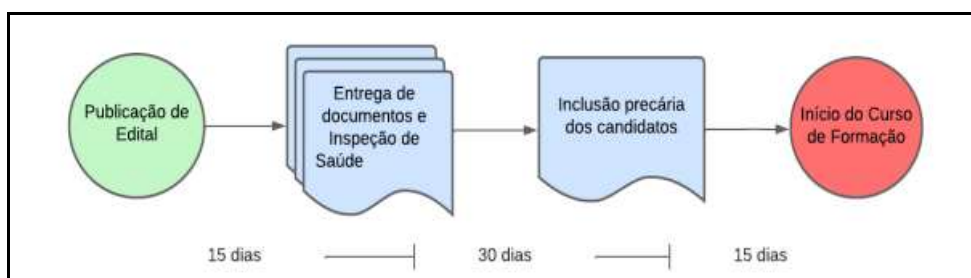 Publicação de
Edital
Entrega de
documentos e
Inspeção de
Saúde
Inclusão precária
dos candidatos
Início do Curso
de Formação
15 dias
30 dias
15 dias